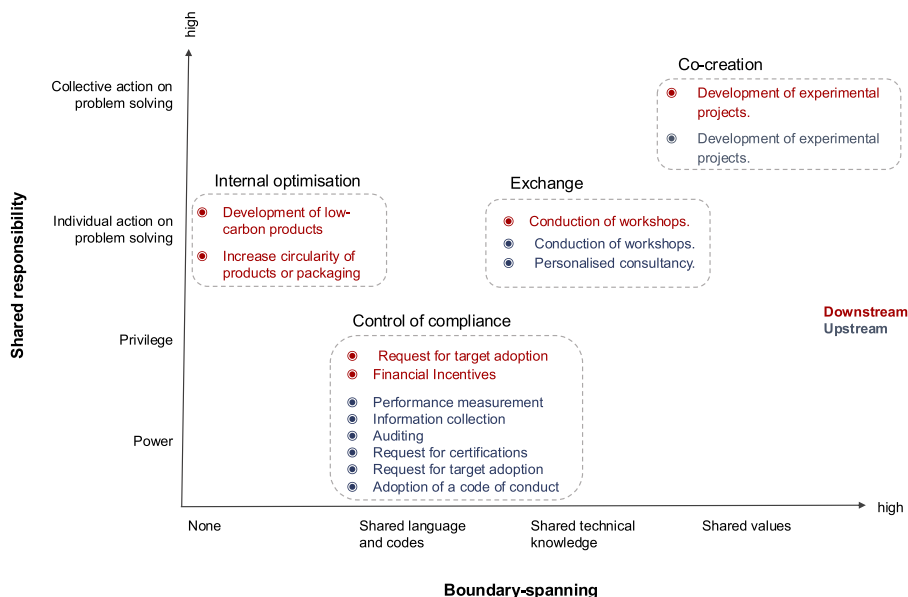 high
Co-creation
Collective action on
problem solving
Development of experimental
projects.
Development of experimental
projects.
Internal optimisation
Exchange
Individual action on
problem solving
Development of low-
carbon products
Increase circularity of
products or packaging
Conduction of workshops.
Conduction of workshops.
Personalised consultancy.
Shared responsibility
Downstream
Upstream
Control of compliance
Privilege
Request for target adoption
Financial Incentives
Performance measurement
Information collection
Auditing
Request for certifications
Request for target adoption
Adoption of a code of conduct
Power
high
None
Shared language
and codes
Shared technical
knowledge
Shared values
Boundary-spanning